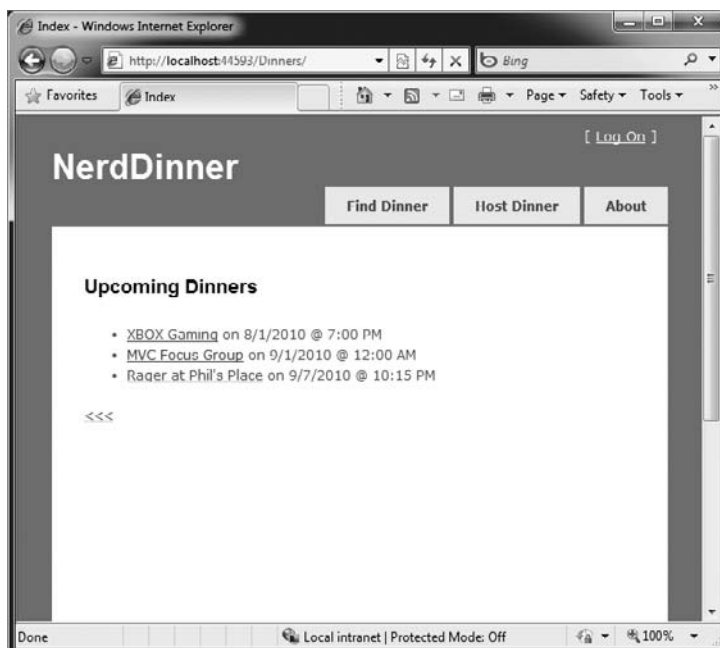 Index - Windows Internet Explorer
http://localhost:44593/Dinners/
Bing
Favorites
Index
Page
Safety
Tools
[ Log On ]
NerdDinner
Find Dinner
Host Dinner
About
Upcoming Dinners
• XBOX Gaming on 8/1/2010 @ 7:00 PM
• MVC Focus Group on 9/1/2010 @ 12:00 AM
• Rager at Phil's Place on 9/7/2010 @ 10:15 PM
<<<
Done
Local intranet | Protected Mode: Off
100%